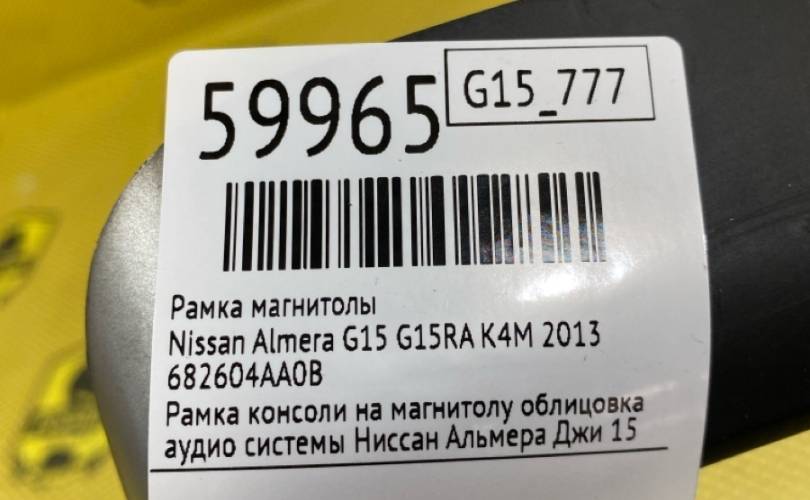 59965
G15_777
Рамка магнитолы
Nissan Almera G15 G15RA K4M 2013
682604AA0B
Рамка консоли на магнитолу облицовка
аудио системы Ниссан Альмера Джи 15